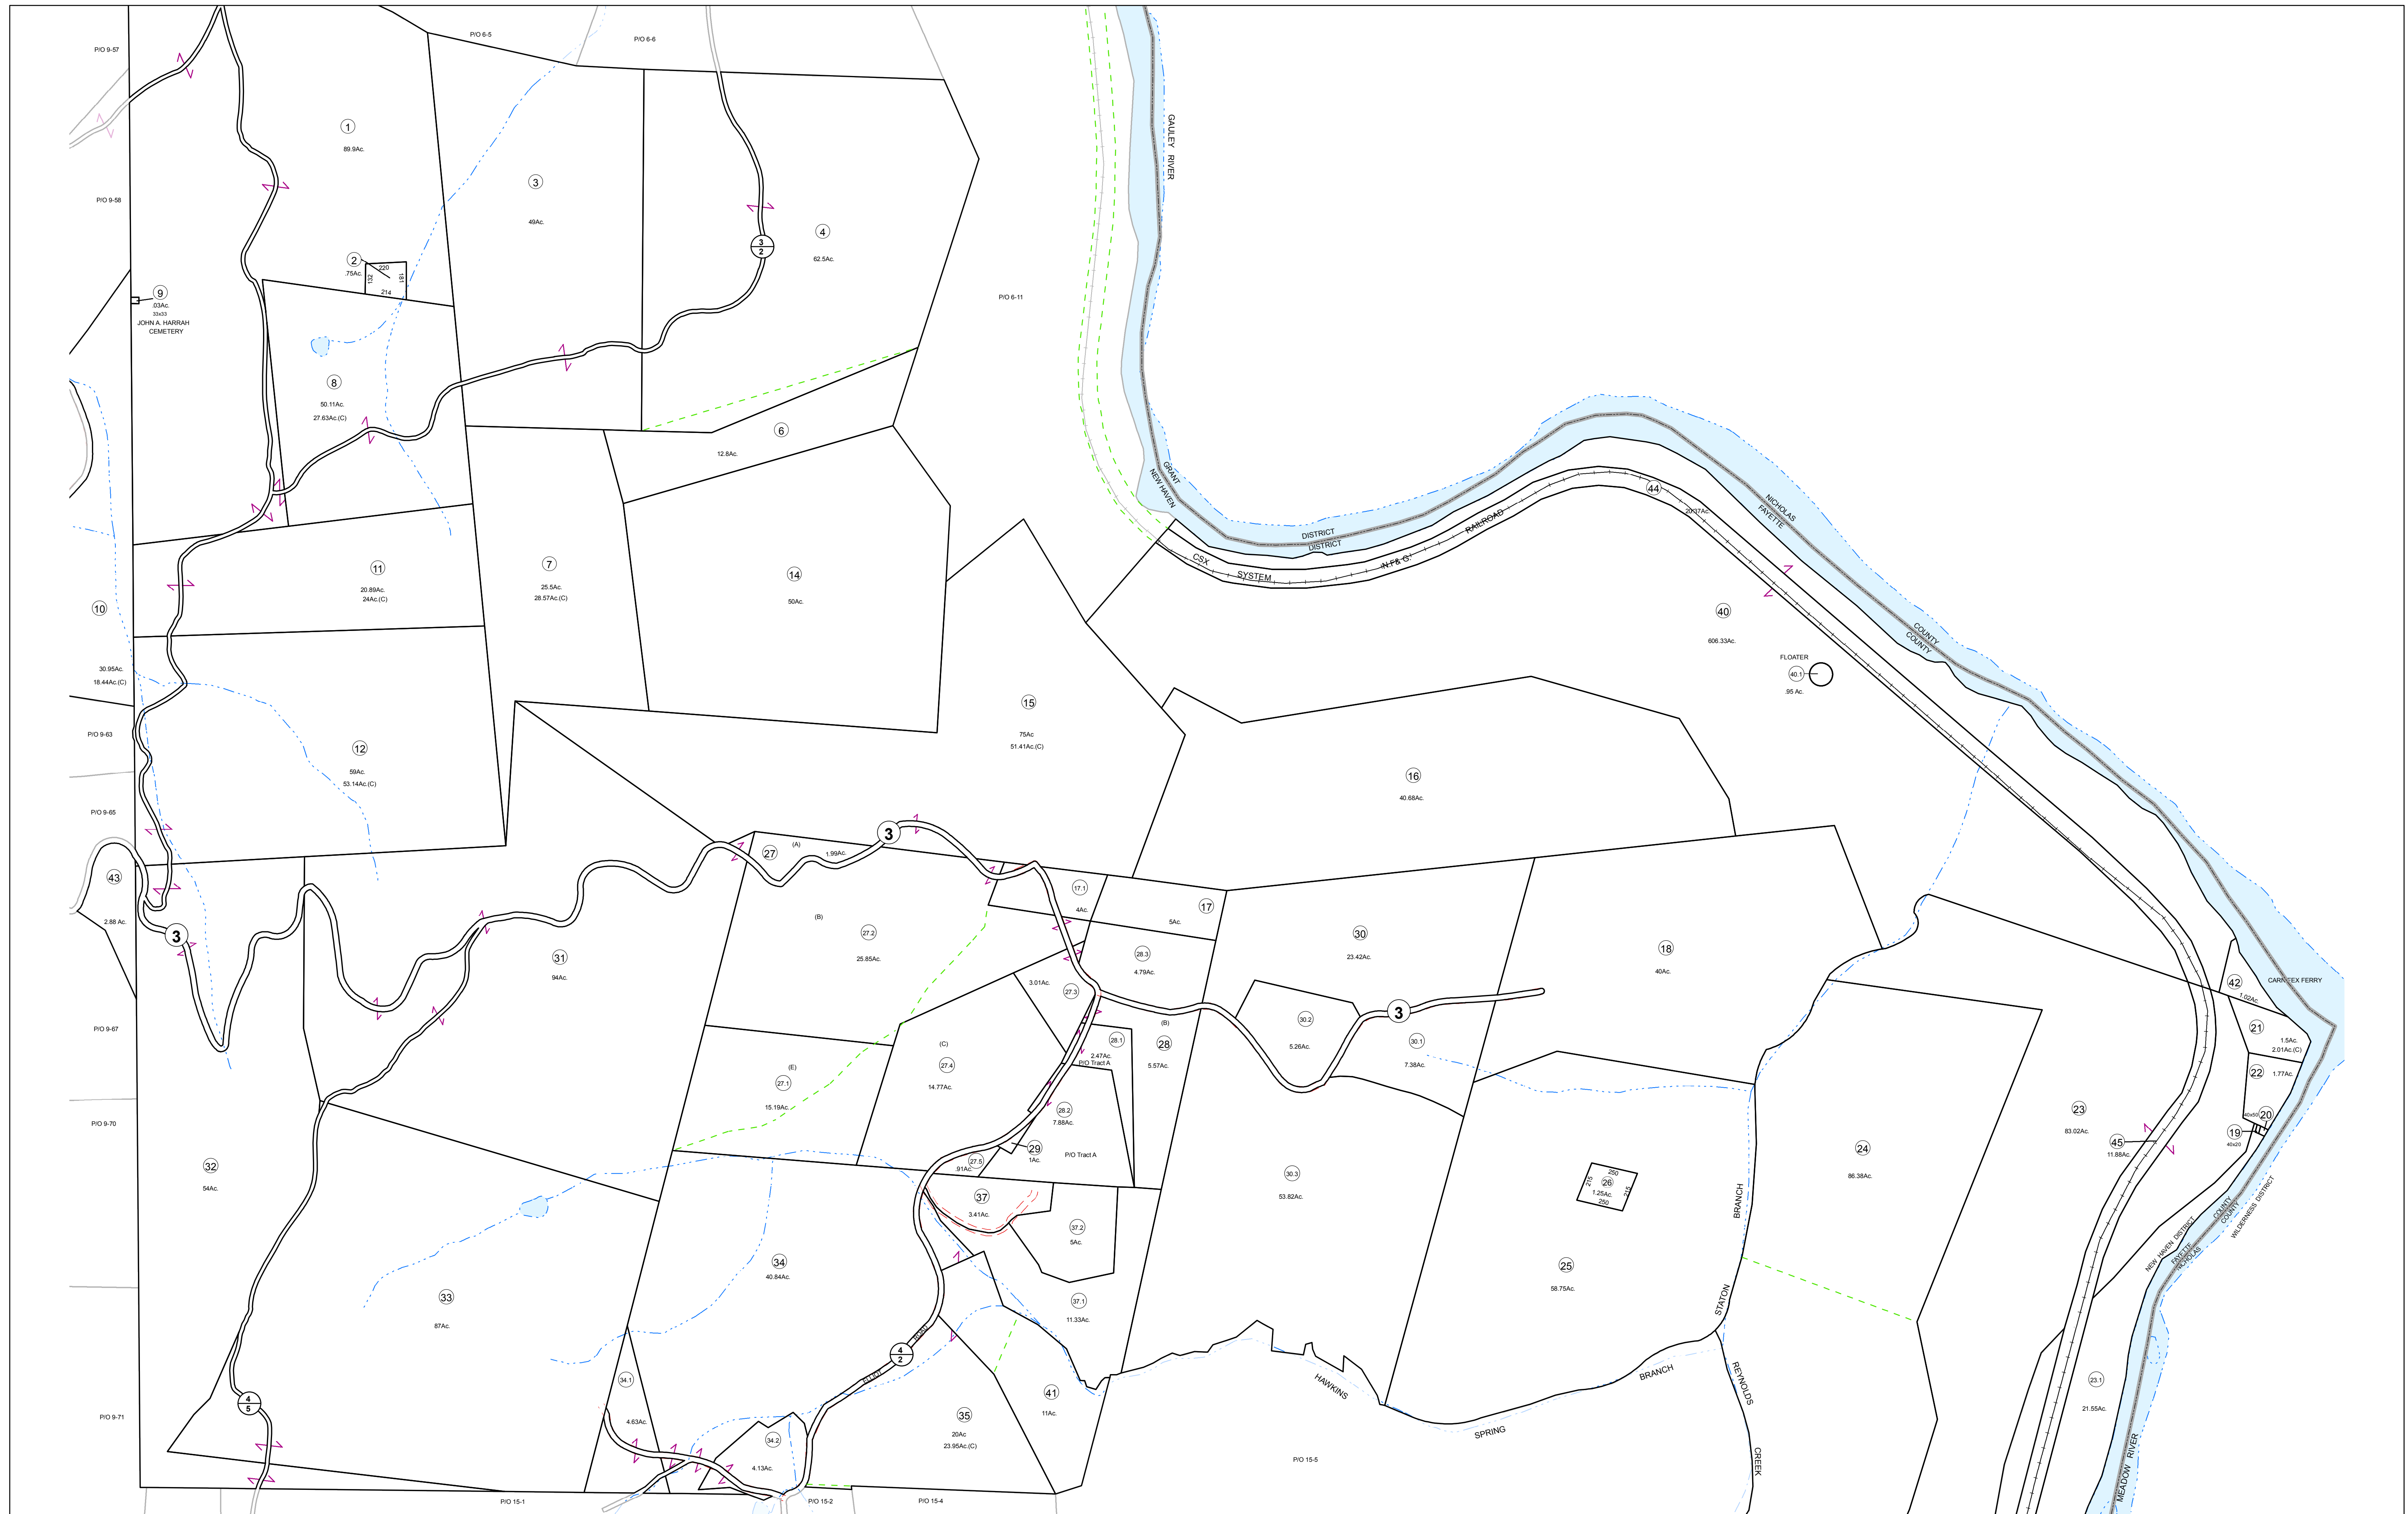 P/O 9-57
P/O 6-5
P/O 6-6
1
89.9Ac.
GAULEY RIVER
3
49Ac.
P/O 9-58
4
62.5Ac.
3
2
2
.75Ac.
220
132
181
214
9
.03Ac.
33x33
JOHN A. HARRAH
CEMETERY
P/O 6-11
8
50.11Ac.
27.63Ac.(C)
6
12.8Ac.
GRANT
NEW HAVEN
DISTRICT
DISTRICT
44
20.37Ac.
NICHOLAS
FAYETTE
CSX
SYSTEM
N.F.& G.
RAILROAD
11
20.89Ac.
24Ac.(C)
7
25.5Ac.
28.57Ac.(C)
14
50Ac.
10
30.95Ac.
18.44Ac.(C)
40
606.33Ac.
COUNTY
COUNTY
FLOATER
40.1
.95 Ac.
15
75Ac
51.41Ac.(C)
P/O 9-63
12
59Ac.
53.14Ac.(C)
16
40.68Ac.
P/O 9-65
3
27
(A)
1.99Ac.
43
2.88 Ac.
17.1
4Ac.
17
5Ac.
3
(B)
27.2
25.85Ac.
30
23.42Ac.
18
40Ac.
31
94Ac.
28.3
4.79Ac.
3.01Ac.
27.3
42
1.02Ac.
CARNIFEX FERRY
3
30.2
5.26Ac.
30.1
7.38Ac.
P/O 9-67
(B)
28
5.57Ac.
28.1
2.47Ac.
P/O Tract A
21
1.5Ac.
2.01Ac.(C)
(C)
27.4
14.77Ac.
(E)
27.1
15.19Ac.
22
1.77Ac.
P/O 9-70
28.2
7.88Ac.
P/O Tract A
23
83.02Ac.
40x50
20
19
40x20
45
11.88Ac.
29
1Ac.
27.5
.91Ac.
24
86.38Ac.
32
54Ac.
30.3
53.82Ac.
250
215
26
1.25Ac.
215
250
BRANCH
37
3.41Ac.
37.2
5Ac.
NEW HAVEN DISTRICT
COUNTY
COUNTY
FAYETTE
NICHOLAS
WILDERNESS DISTRICT
34
40.84Ac.
25
58.75Ac.
33
87Ac.
37.1
11.33Ac.
STATON
4
2
34.1
4.63Ac.
HAWKINS
BRANCH
REYNOLDS
SPRING
CREEK
23.1
21.55Ac.
41
11Ac.
4
5
P/O 9-71
35
20Ac
23.95Ac.(C)
34.2
4.13Ac.
P/O 15-5
MEADOW RIVER
P/O 15-1
P/O 15-2
P/O 15-4